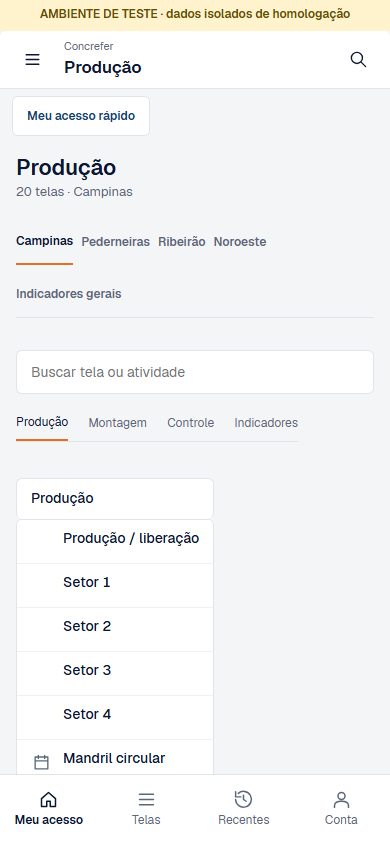 AMBIENTE DE TESTE · dados isolados de homologação
Concrefer
Produção
Meu acesso rápido
Produção
20 telas · Campinas
Campinas Pederneiras Ribeirão Noroeste
Indicadores gerais
Buscar tela ou atividade
Produção Montagem Controle Indicadores
Produção
Produção / liberação
Setor 1
Setor 2
Setor 3
Setor 4
Mandril circular
Meu acesso Telas Recentes Conta